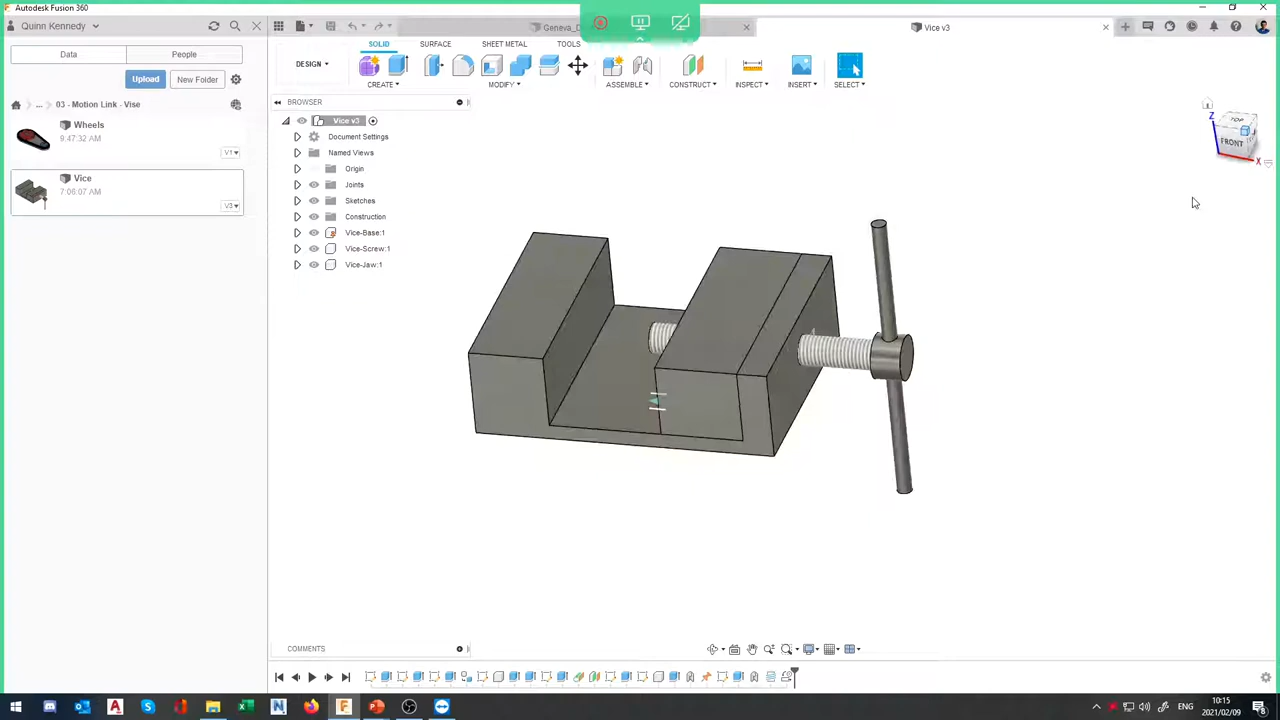 Autodesk Fusion 360
Quinn Kennedy
Geneva_D
Vice v3
Data
People
SOLID
SURFACE
SHEET METAL
TOOLS
Upload
New Folder
DESIGN
CREATE
MODIFY
ASSEMBLE
CONSTRUCT
INSPECT
INSERT
SELECT
... 03 - Motion Link - Vise
Wheels
9:47:32 AM
V1
Vice
7:06:07 AM
V3
BROWSER
Vice v3
Document Settings
Named Views
Origin
Joints
Sketches
Construction
Vice-Base:1
Vice-Screw:1
Vice-Jaw:1
TOP
FRONT
Z
X
COMMENTS
ENG
10:15
2021/02/09
8